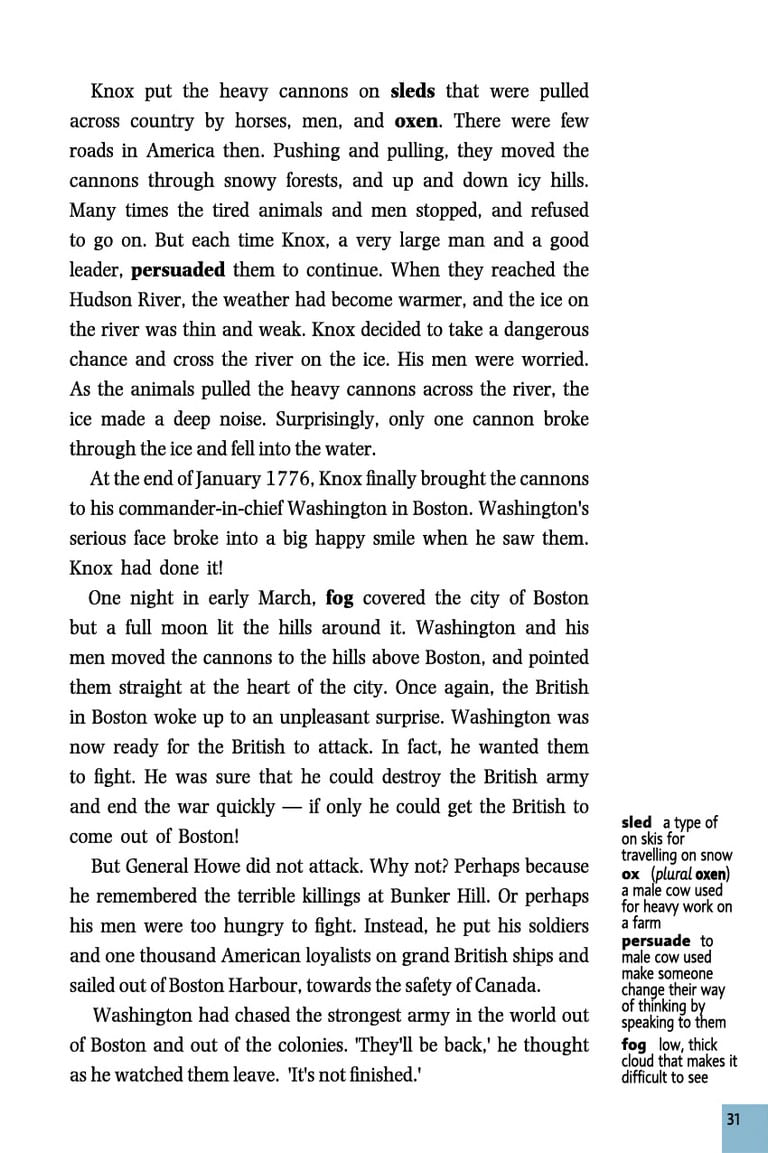 Knox put the heavy cannons on sleds that were pulled
across country by horses, men, and oxen. There were few
roads in America then. Pushing and pulling, they moved the
cannons through snowy forests, and up and down icy hills.
Many times the tired animals and men stopped, and refused
to go on. But each time Knox, a very large man and a good
leader, persuaded them to continue. When they reached the
Hudson River, the weather had become warmer, and the ice on
the river was thin and weak. Knox decided to take a dangerous
chance and cross the river on the ice. His men were worried.
As the animals pulled the heavy cannons across the river, the
ice made a deep noise. Surprisingly, only one cannon broke
through the ice and fell into the water.
At the end of January 1776, Knox finally brought the cannons
to his commander-in-chief Washington in Boston. Washington's
serious face broke into a big happy smile when he saw them.
Knox had done it!
One night in early March, fog covered the city of Boston
but a full moon lit the hills around it. Washington and his
men moved the cannons to the hills above Boston, and pointed
them straight at the heart of the city. Once again, the British
in Boston woke up to an unpleasant surprise. Washington was
now ready for the British to attack. In fact, he wanted them
to fight. He was sure that he could destroy the British army
and end the war quickly — if only he could get the British to
come out of Boston!
But General Howe did not attack. Why not? Perhaps because
he remembered the terrible killings at Bunker Hill. Or perhaps
his men were too hungry to fight. Instead, he put his soldiers
and one thousand American loyalists on grand British ships and
sailed out of Boston Harbour, towards the safety of Canada.
Washington had chased the strongest army in the world out
of Boston and out of the colonies. 'They'll be back,' he thought
as he watched them leave. 'It's not finished.'
sled a type of
on skis for
travelling on snow
ox (plural oxen)
a male cow used
for heavy work on
a farm
persuade to
male cow used
make someone
change their way
of thinking by
speaking to them
fog low, thick
cloud that makes it
difficult to see
31